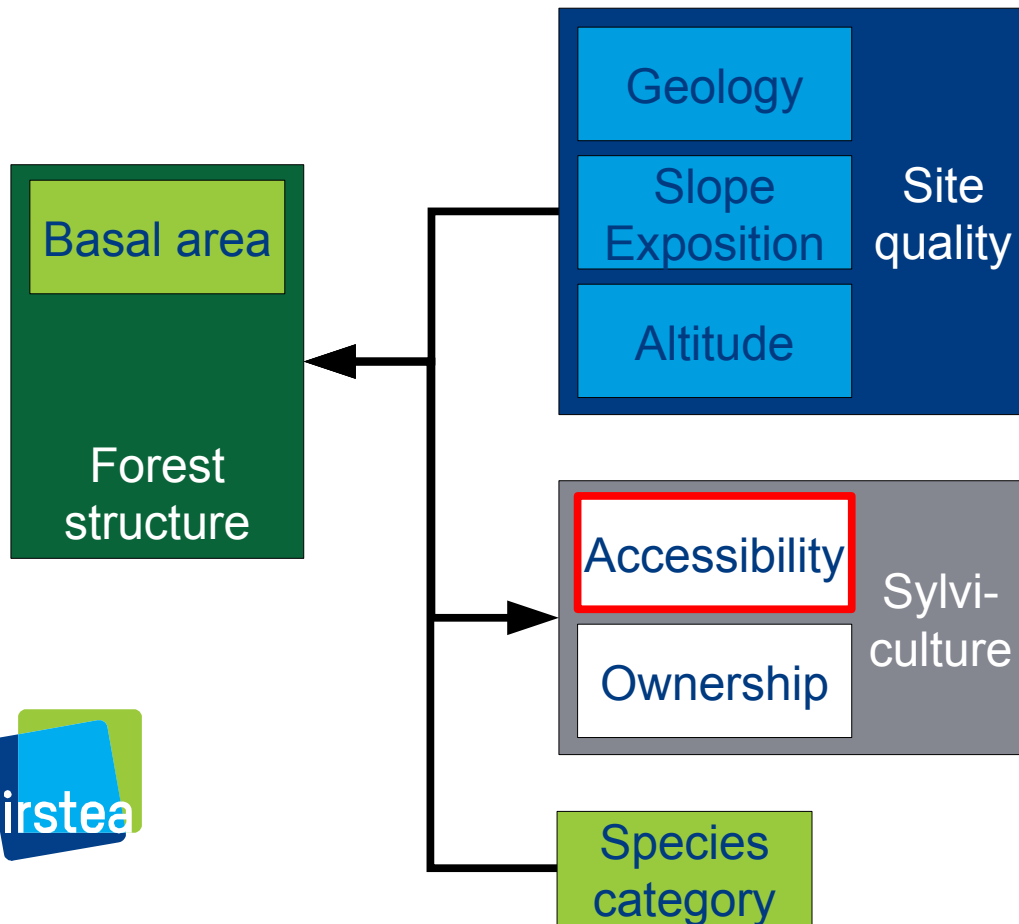 Geology
Slope
Exposition
Altitude
Site
quality
Basal area
Forest
structure
Accessibility
Ownership
Sylvi-
culture
irstea
Species
category